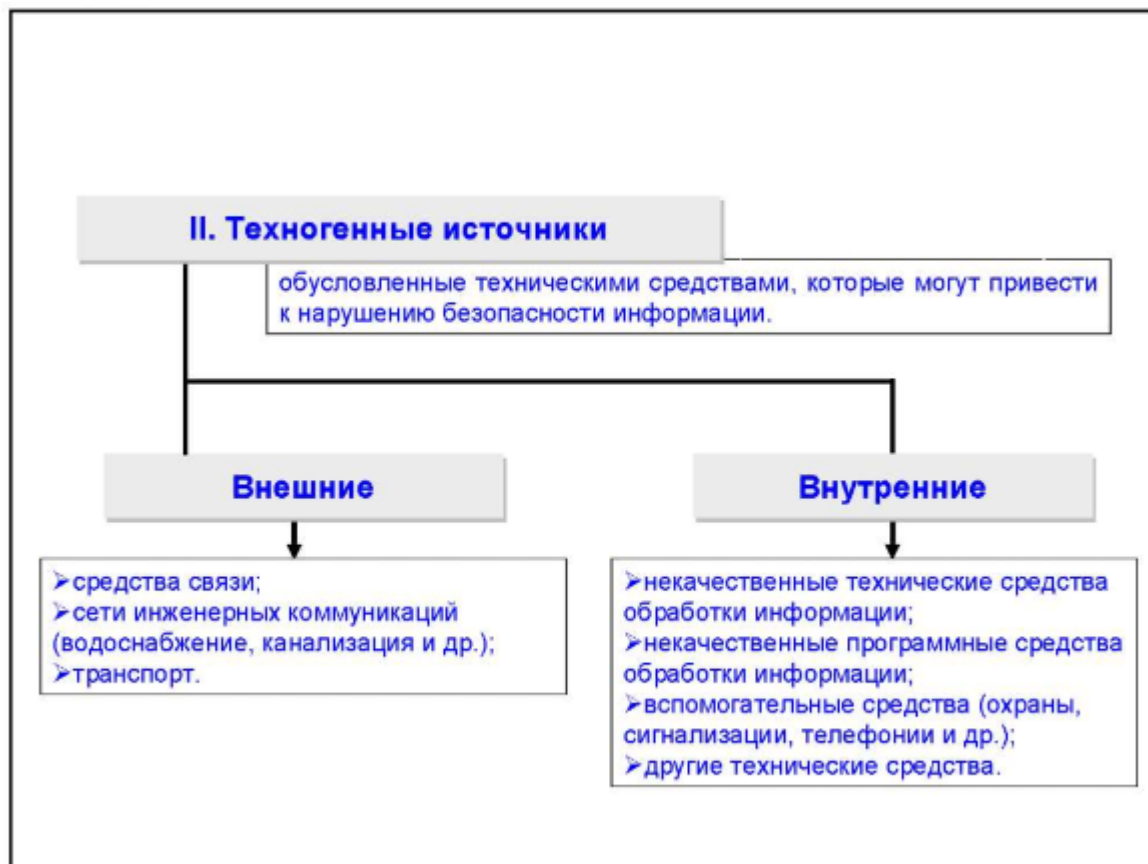 II. Техногенные источники
обусловленные техническими средствами, которые могут привести
к нарушению безопасности информации.
Внешние
➢средства связи;
➢сети инженерных коммуникаций
(водоснабжение, канализация и др.);
➢транспорт.
Внутренние
➢некачественные технические средства
обработки информации;
➢некачественные программные средства
обработки информации;
➢вспомогательные средства (охраны,
сигнализации, телефонии и др.);
➢другие технические средства.